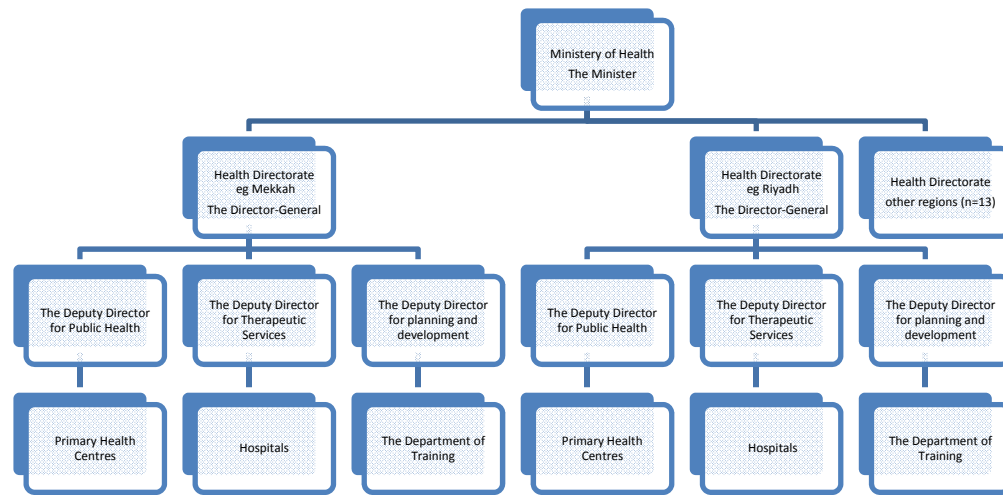 Ministery of Health
The Minister
Health Directorate
eg Mekkah
The Director-General
Health Directorate
eg Riyadh
The Director-General
Health Directorate
other regions (n=13)
The Deputy Director
for Public Health
The Deputy Director
for Therapeutic
Services
The Deputy Director
for planning and
development
The Deputy Director
for Public Health
The Deputy Director
for Therapeutic
Services
The Deputy Director
for planning and
development
Primary Health
Centres
Hospitals
The Department of
Training
Primary Health
Centres
Hospitals
The Department of
Training